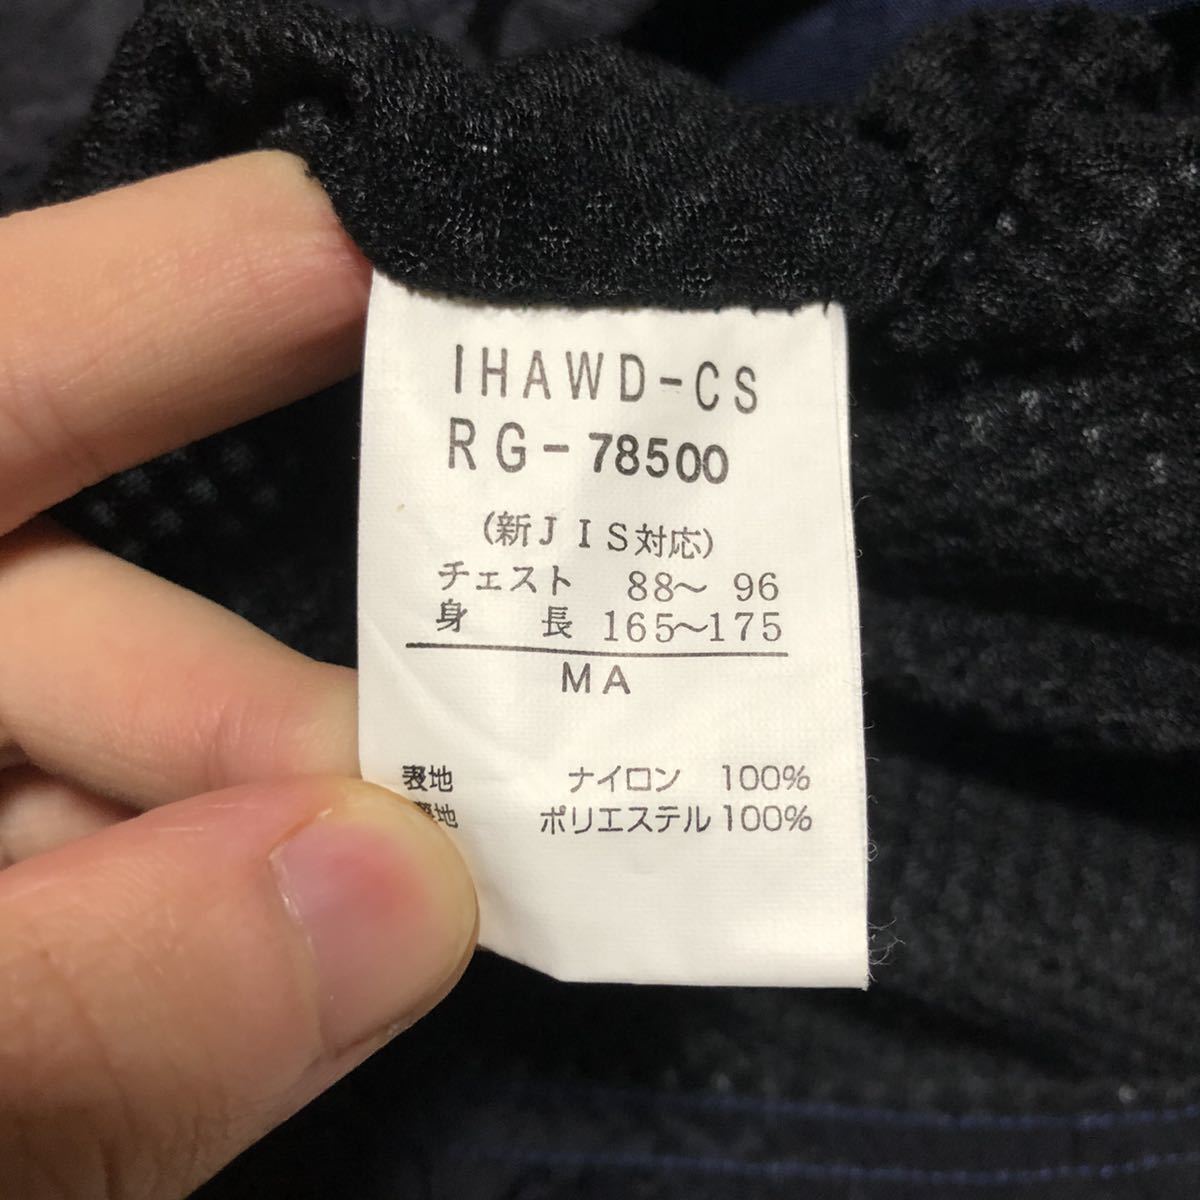 IHAWD-CS
RG-78500
(新JIS対応)
チェスト 88～ 96
身 長 165～175
MA
表地 ナイロン 100%
地 ポリエステル 100%